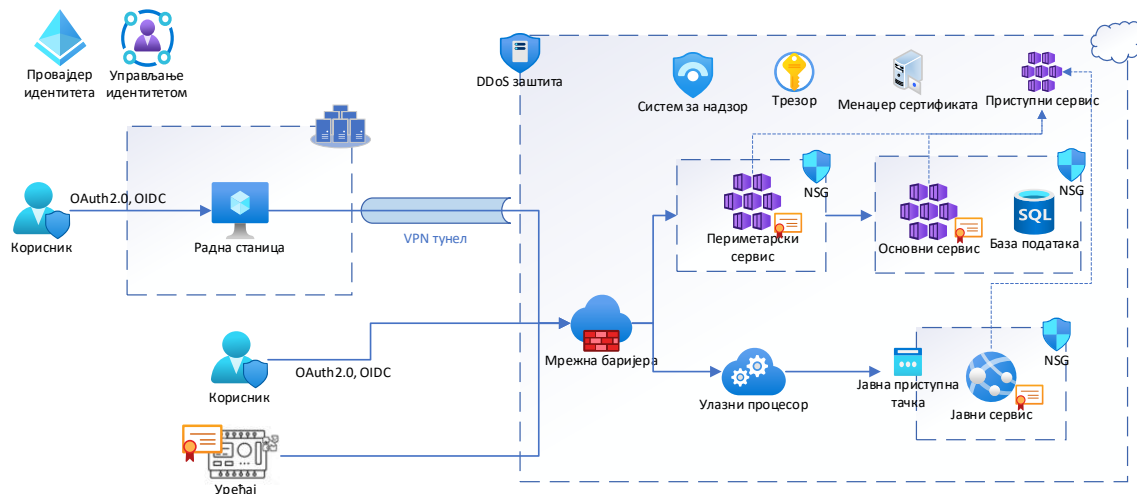 Провајдер
идентитета
Управљање
идентитетом
DDoS заштита
Систем за надзор
Трезор
Менаџер сертификата
Приступни сервис
OAuth2.0, OIDC
Корисник
Радна станица
VPN тунел
NSG
Периметарски
сервис
NSG
SQL
Основни сервис
База података
Мрежна баријера
OAuth2.0, OIDC
Корисник
Улазни процесор
Јавна приступна
тачка
NSG
Јавни сервис
Уређај